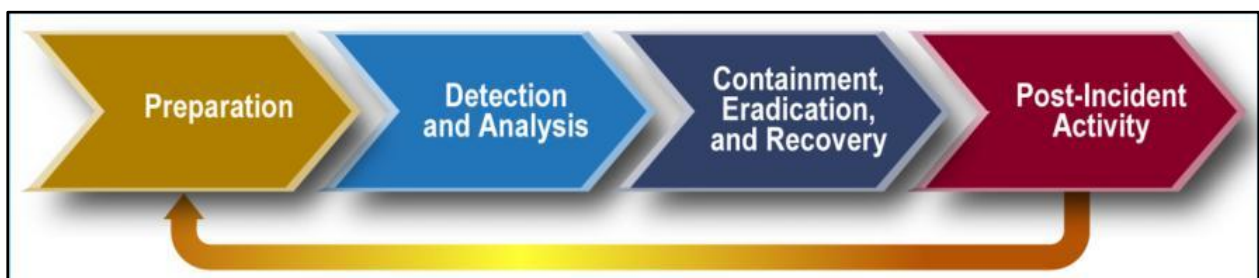 Preparation
Detection
and Analysis
Containment,
Eradication,
and Recovery
Post-Incident
Activity